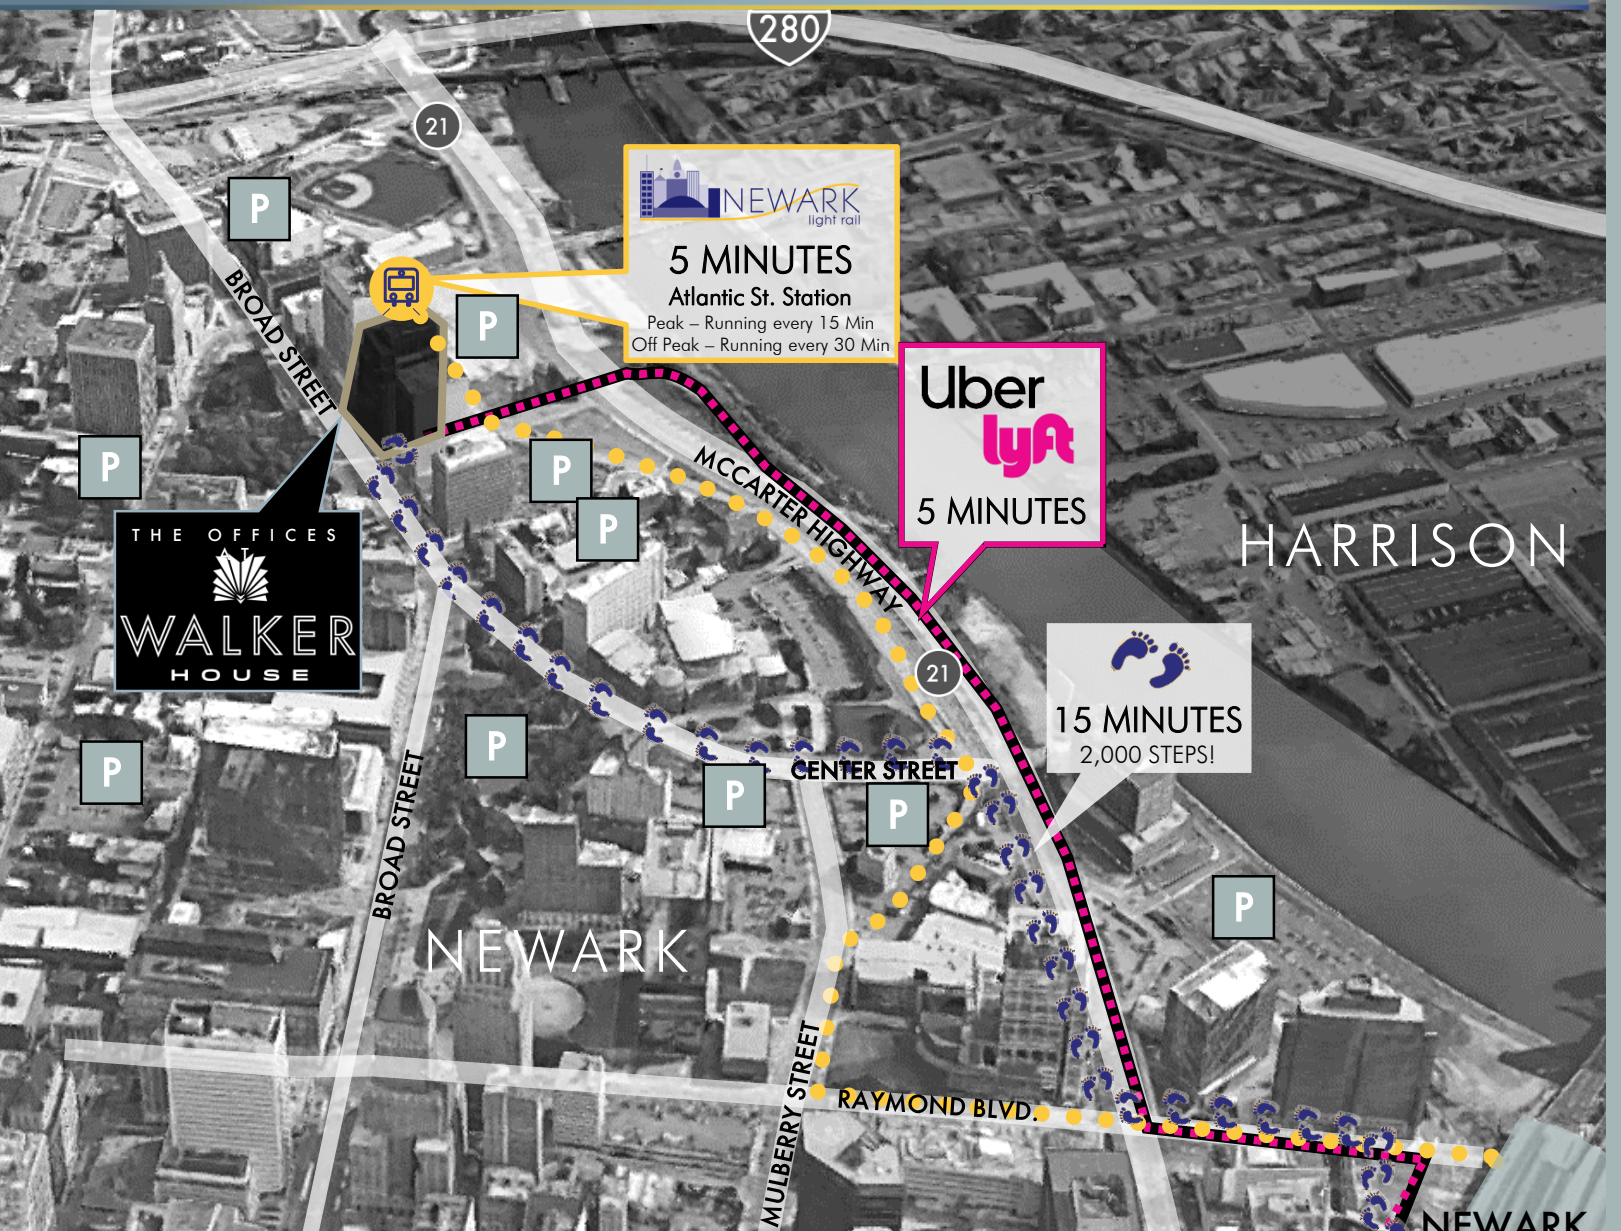 280
21
P
NEWARK
light rail
5 MINUTES
Atlantic St. Station
Peak – Running every 15 Min
Off Peak – Running every 30 Min
BROAD STREET
P
Uber
lyft
5 MINUTES
P
P
P
MCCARTER HIGHWAY
HARRISON
THE OFFICES
AT
WALKER
HOUSE
21
15 MINUTES
2,000 STEPS!
P
P
CENTER STREET
P
P
BROAD STREET
P
NEWARK
MULBERRY STREET
RAYMOND BLVD.
NEWARK